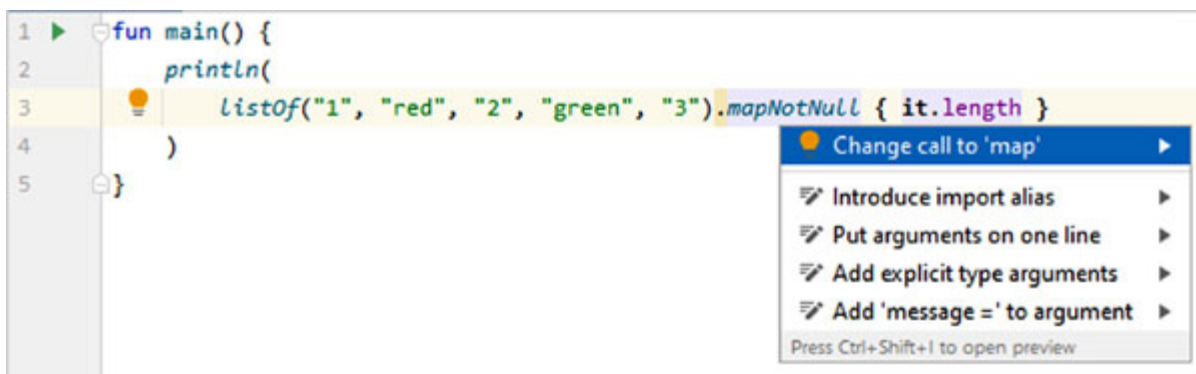 1 fun main() {
2 println(
3 listOf("1", "red", "2", "green", "3").mapNotNull { it.length }
4 )
5 }
Change call to 'map'
Introduce import alias
Put arguments on one line
Add explicit type arguments
Add 'message =' to argument
Press Ctrl+Shift+I to open preview